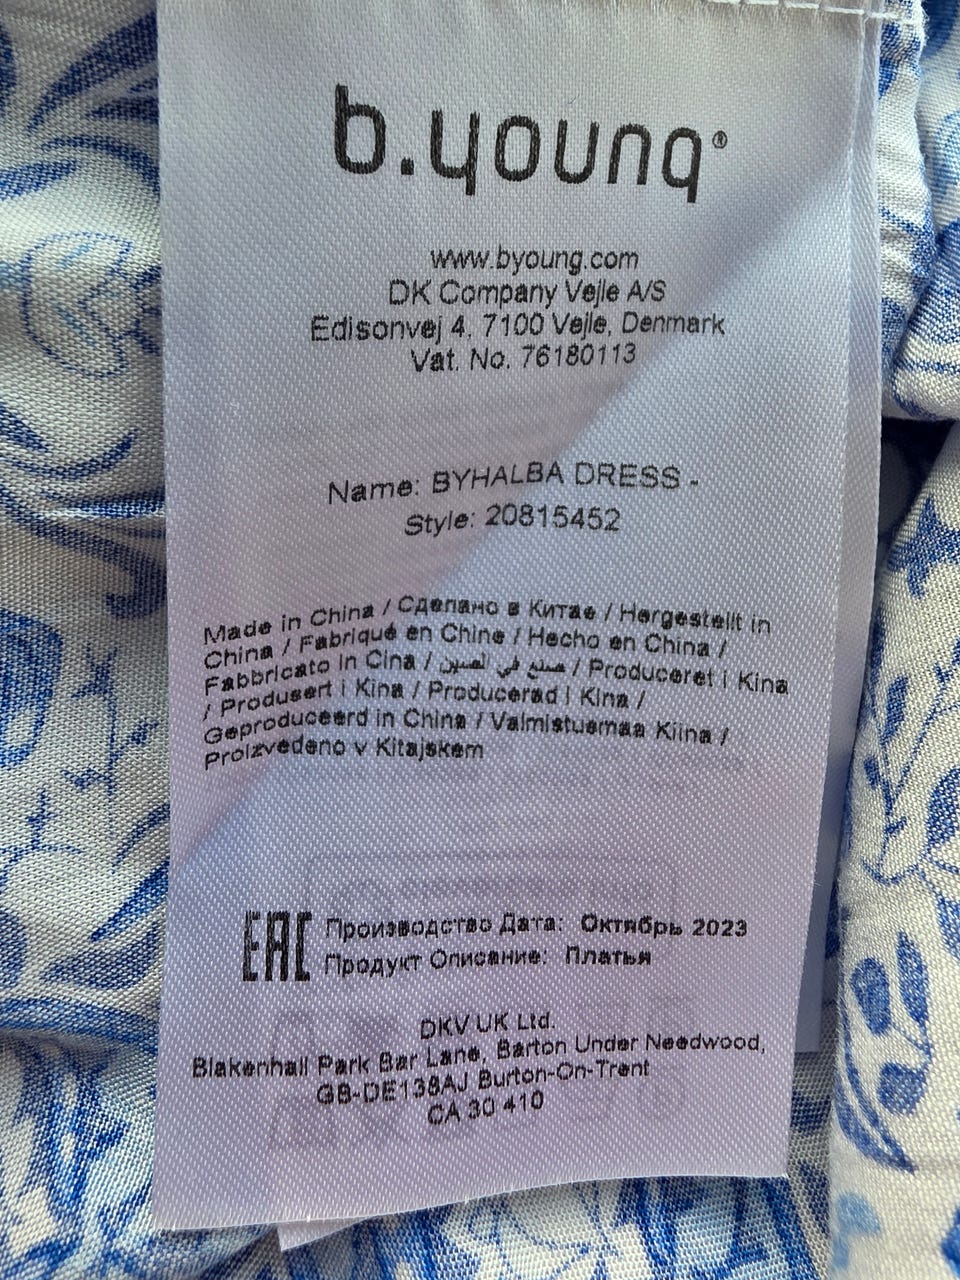 b.young®
www.byoung.com
DK Company Vejle A/S
Edisonvej 4, 7100 Vejle, Denmark
Vat. No. 76180113
Name: BYHALBA DRESS -
Style: 20815452
Made in China / Сделано в Китае / Hergestellt in
China / Fabriqué en Chine / Hecho en China /
Fabbricato in Cina / صنع في الصين / Produceret i Kina
/ Produsert i Kina / Producerad i Kina /
Geproduceerd in China / Valmistuemaa Kiina /
Proizvedeno v Kitajskem
EAC Производство Дата: Октябрь 2023
Продукт Описание: Платья
DKV UK Ltd.
Blakenhall Park Bar Lane, Barton Under Needwood,
GB-DE138AJ Burton-On-Trent
CA 30 410